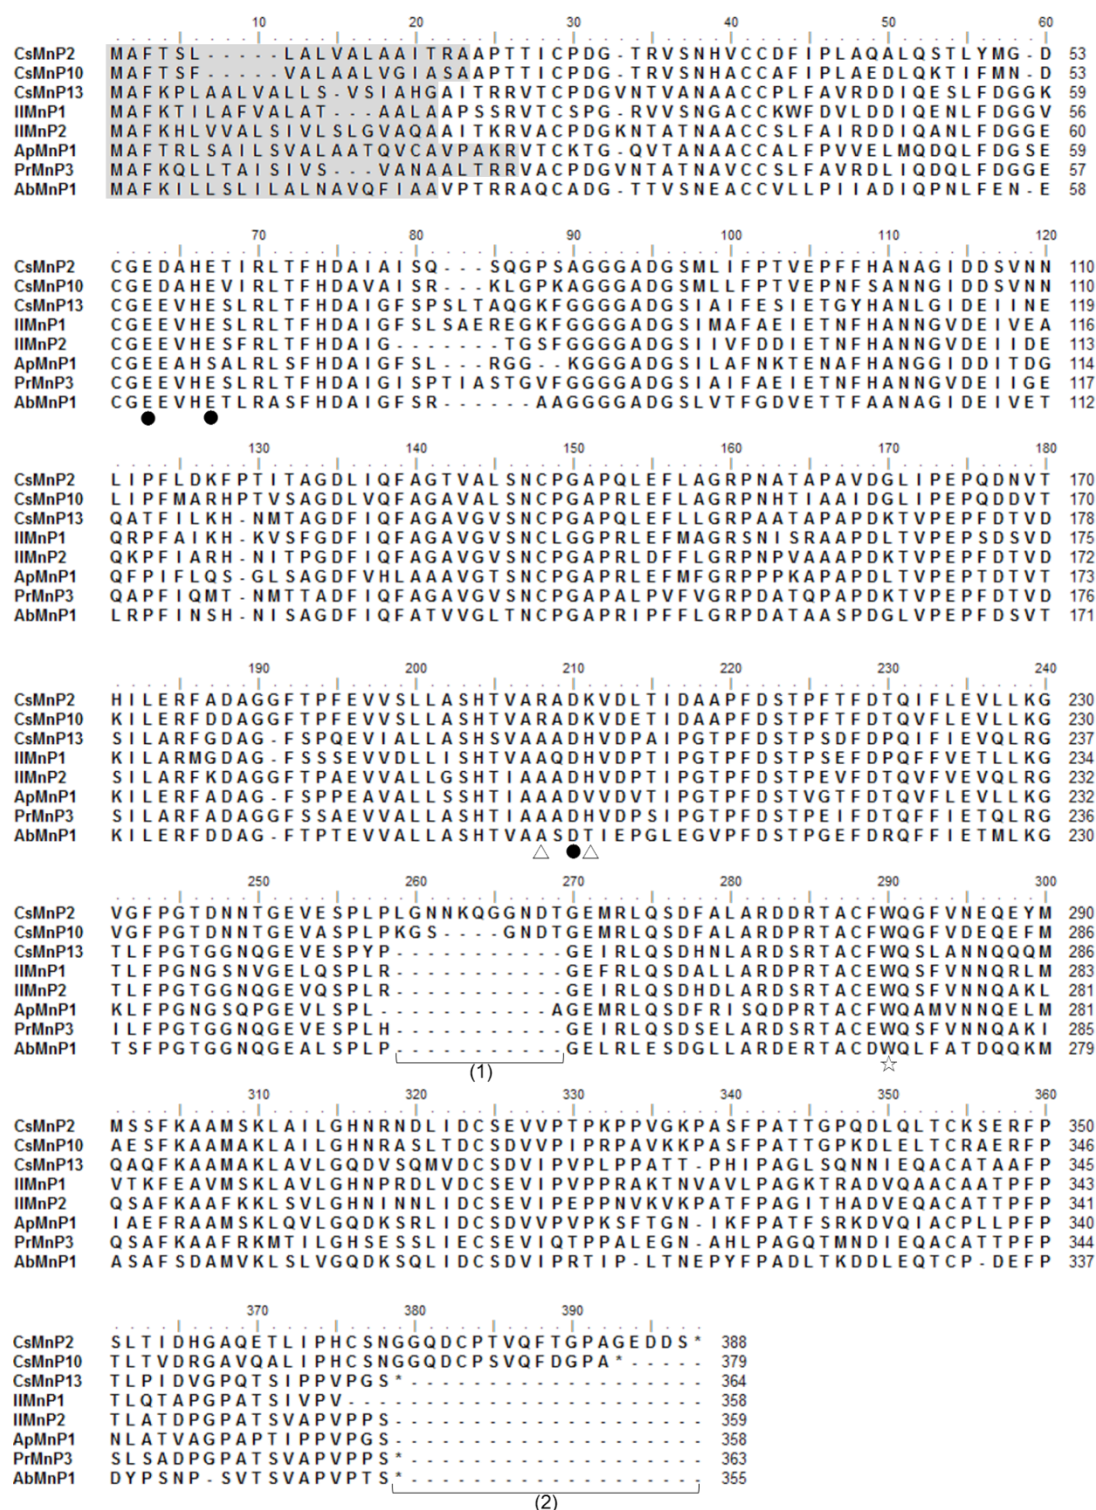 10 20 30 40 50 60
CsMnP2 MAFTSL-----LALVALAAITRAAPTTICPDG-TRVSNHVCCDFIPLAQALQSTLYMG-D 53
CsMnP10 MAFTSF-----VALAALVGIASAAPTTICPDG-TRVSNHACCAFIPLAEDLQKTIFMN-D 53
CsMnP13 MAFKPLAALVALLS-VSIAHGAITRRVTCPDGVNTVANAACCPLFAVRDDIQESLFDGGK 59
IlMnP1 MAFKTILAFVALAT---AALAAPSSRVTCSPG-RVVSNGACCKWFDVLDDIQENLFDGGV 56
IlMnP2 MAFKHLVVALSIVLSLGVAQAAITKRVACPDGKNTATNAACCSLFAIRDDIQANLFDGGE 60
ApMnP1 MAFTRLSAILSVALAATQVCAVPAKRVTCKTG-QVTANAACCALFPVVELMQDQLFDGSE 59
PrMnP3 MAFKQLLTAISIVS---VANAALTRRVACPDGVNTATNAVCCSLFAVRDLIQDQLFDGGE 57
AbMnP1 MAFKILLSLILALNAVQFIAAVPTRRAQCADG-TVTSNEACCVLLPIIADIQPNLFEN-E 58
70 80 90 100 110 120
CsMnP2 CGEDAHETIRLTFHDAIAISQ---SQGPSAGGGADGSMLIFPTVEPFFHANAGIDDSVNN 110
CsMnP10 CGEDAHEVIRLTFHDAVAISR---KLGPKAGGGADGSMLLFPTVEPNFSANNGIDDSVNN 110
CsMnP13 CGEEVHESLRLTFHDAIGFSPSLTAQGKFGGGGADGSIAIFESIETGYHANLGIDEIINE 119
IlMnP1 CGEEVHESLRLTFHDAIGFSLSAEREGKFGGGGADGSIMAFAEIETNFHANNGVDEIVEA 116
IlMnP2 CGEEVHESFRLTFHDAIG-------TGSFGGGGADGSIIVFDDIETNFHANNGVDEIIDE 113
ApMnP1 CGEEAHSALRLSFHDAIGFSL---RGG--KGGGADGSILAFNKTENAFHANGGIDDITDG 114
PrMnP3 CGEEVHESLRLTFHDAIGISPTIASTGVFGGGGADGSIAIFAEIETNFHANNGVDEIIGE 117
AbMnP1 CGEEVHETLRASFHDAIGFSR------AAGGGGADGSLVTFGDVETTFAANAGIDEIVET 112
130 140 150 160 170 180
CsMnP2 LIPFLDKFPTITAGDLIQFAGTVALSNCPGAPQLEFLAGRPNATAPAVDGLIPEPQDNVT 170
CsMnP10 LIPFMARHPTVSAGDLVQFAGAVALSNCPGAPQLEFLAGRPNHTIAAIDGLIPEPQDDVT 170
CsMnP13 QATFILKH-NMTAGDFIQFAGAVGVSNCPGAPQLEFLLGRPAATAPAPDKTVPEPFDTVD 178
IlMnP1 QRPFAIKH-KVSFGDFIQFAGAVGVSNCLGGPRLEFMAGRSNISRAAPDLTVPEPSDSVD 175
IlMnP2 QKPFIARH-NITPGDFIQFAGAVGVSNCPGAPRLDFFLGRPNPVAAAPDKTVPEPFDTVD 172
ApMnP1 QFPIFLQS-GLSAGDFVHLAAAVGTSNCPGAPRLEFMFGRPPPKAPAPDLTVPEPTDTVT 173
PrMnP3 QAPFIQMT-NMTTADFIQFAGAVGVSNCPGAPALPVFVGRPDATQPAPDKTVPEPFDTVD 176
AbMnP1 LRPFINSH-NISAGDFIQFATVVGLTNCPGAPRIPFFLGRPDATAASPDGLVPEPFDSVT 171
190 200 210 220 230 240
CsMnP2 HILERFADAGGFTPFEVVSLLASHTVARADKVDLTIDAAPFDSTPFTFDTQIFLEVLLKG 230
CsMnP10 KILERFDDAGGFTPFEVVSLLASHTVARADKVDETIDAAPFDSTPFTFDTQVFLEVLLKG 230
CsMnP13 SILARFGDAG-FSPQEVIALLASHSVAAADHVDPAIPGTPFDSTPSDFDPQIFIEVQLRG 237
IlMnP1 KILARMGDAG-FSSSEVVDLLISHTVAAQDHVDPTIPGTPFDSTPSEFDPQFFVETLLKG 234
IlMnP2 SILARFKDAGGFTPAEVVALLGSHTIAAADHVDPTIPGTPFDSTPEVFDTQVFVEVQLRG 232
ApMnP1 KILERFADAG-FSPPEAVALLSSHTIAAADVVDVTIPGTPFDSTVGTFDTQVFLEVLLKG 232
PrMnP3 SILARFADAGGFSSAEVVALLASHTIAAADHVDPSIPGTPFDSTPEIFDTQFFIETQLRG 236
AbMnP1 KILERFDDAG-FTPTEVVALLASHTVAASDTIEPGLEGVPFDSTPGEFDRQFFIETMLKG 230
250 260 270 280 290 300
CsMnP2 VGFPGTDNNTGEVESPLPLGNNKQGGNDTGEMRLQSDFALARDDRTACFWQGFVNEQEYM 290
CsMnP10 VGFPGTDNNTGEVASPLPKGS----GNDTGEMRLQSDFALARDPRTACFWQGFVDEQEFM 286
CsMnP13 TLFPGTGGNQGEVESPYP-----------GEIRLQSDHNLARDSRTACEWQSLANNQQQM 286
IlMnP1 TLFPGNGSNVGELQSPLR-----------GEFRLQSDALLARDPRTACEWQSFVNNQRLM 283
IlMnP2 TLFPGTGGNQGEVQSPLR-----------GEIRLQSDHDLARDSRTACEWQSFVNNQAKL 281
ApMnP1 KLFPGNGSQPGEVLSPL----------AGEMRLQSDFRISQDPRTACFWQAMVNNQELM 281
PrMnP3 ILFPGTGGNQGEVESPLH-----------GEIRLQSDSELARDSRTACEWQSFVNNQAKI 285
AbMnP1 TSFPGTGGNQGEALSPLP-----------GELRLESDGLLARDERTACDWQLFATDQQKM 279
(1)
310 320 330 340 350 360
CsMnP2 MSSFKAAMSKLAILGHNRNDLIDCSEVVPTPKPPVGKPASFPATTGPQDLQLTCKSERFP 350
CsMnP10 AESFKAAMSKLAILGHNRASLTDCSDVVPIPRPAVKKPASFPATTGPKDLELTCRAERFP 346
CsMnP13 QAQFKAAMAKLAVLGQDVSQMVDCSDVIPVPLPPATT-PHIPAGLSQNNIEQACATAAFP 345
IlMnP1 VTKFEAVMSKLAVLGHNPRDLVDCSEVIPVPPRAKTNVAVLPAGKTRADVQAACAATPFP 343
IlMnP2 QSAFKAAFKKLSVLGHNINNLIDCSEVIPEPPNVKVKPATFPAGITHADVEQACATTPFP 341
ApMnP1 IAEFRAAMSKLQVLGQDKSRLIDCSDVVPVPKSFTGN-IKFPATFSRKDVQIACPLLPFP 340
PrMnP3 QSAFKAAFRKMTILGHSESSLIECSEVIQTPPALEGN-AHLPAGQTMNDIEQACATTPFP 344
AbMnP1 ASAFSDAMVKLSLVGQDKSQLIDCSDVIPRTIP-LTNEPYFPADLTKDDLEQTCP-DEFP 337
370 380 390
CsMnP2 SLTIDHGAQETLIPHCSNGGQDCPTVQFTGPAGEDDS* 388
CsMnP10 TLTVDRGAVQALIPHCSNGGQDCPSVQFDGPA*----- 379
CsMnP13 TLPIDVGPQTSIPPVPGS*------------------- 364
IlMnP1 TLQTAPGPATSIVPV----------------------- 358
IlMnP2 TLATDPGPATSVAPVPPS-------------------- 359
ApMnP1 NLATVAGPAPTIPPVPGS-------------------- 358
PrMnP3 SLSADPGPATSVAPVPPS*------------------- 363
AbMnP1 DYPSNP-SVTSVAPVPTS*------------------- 355
(2)